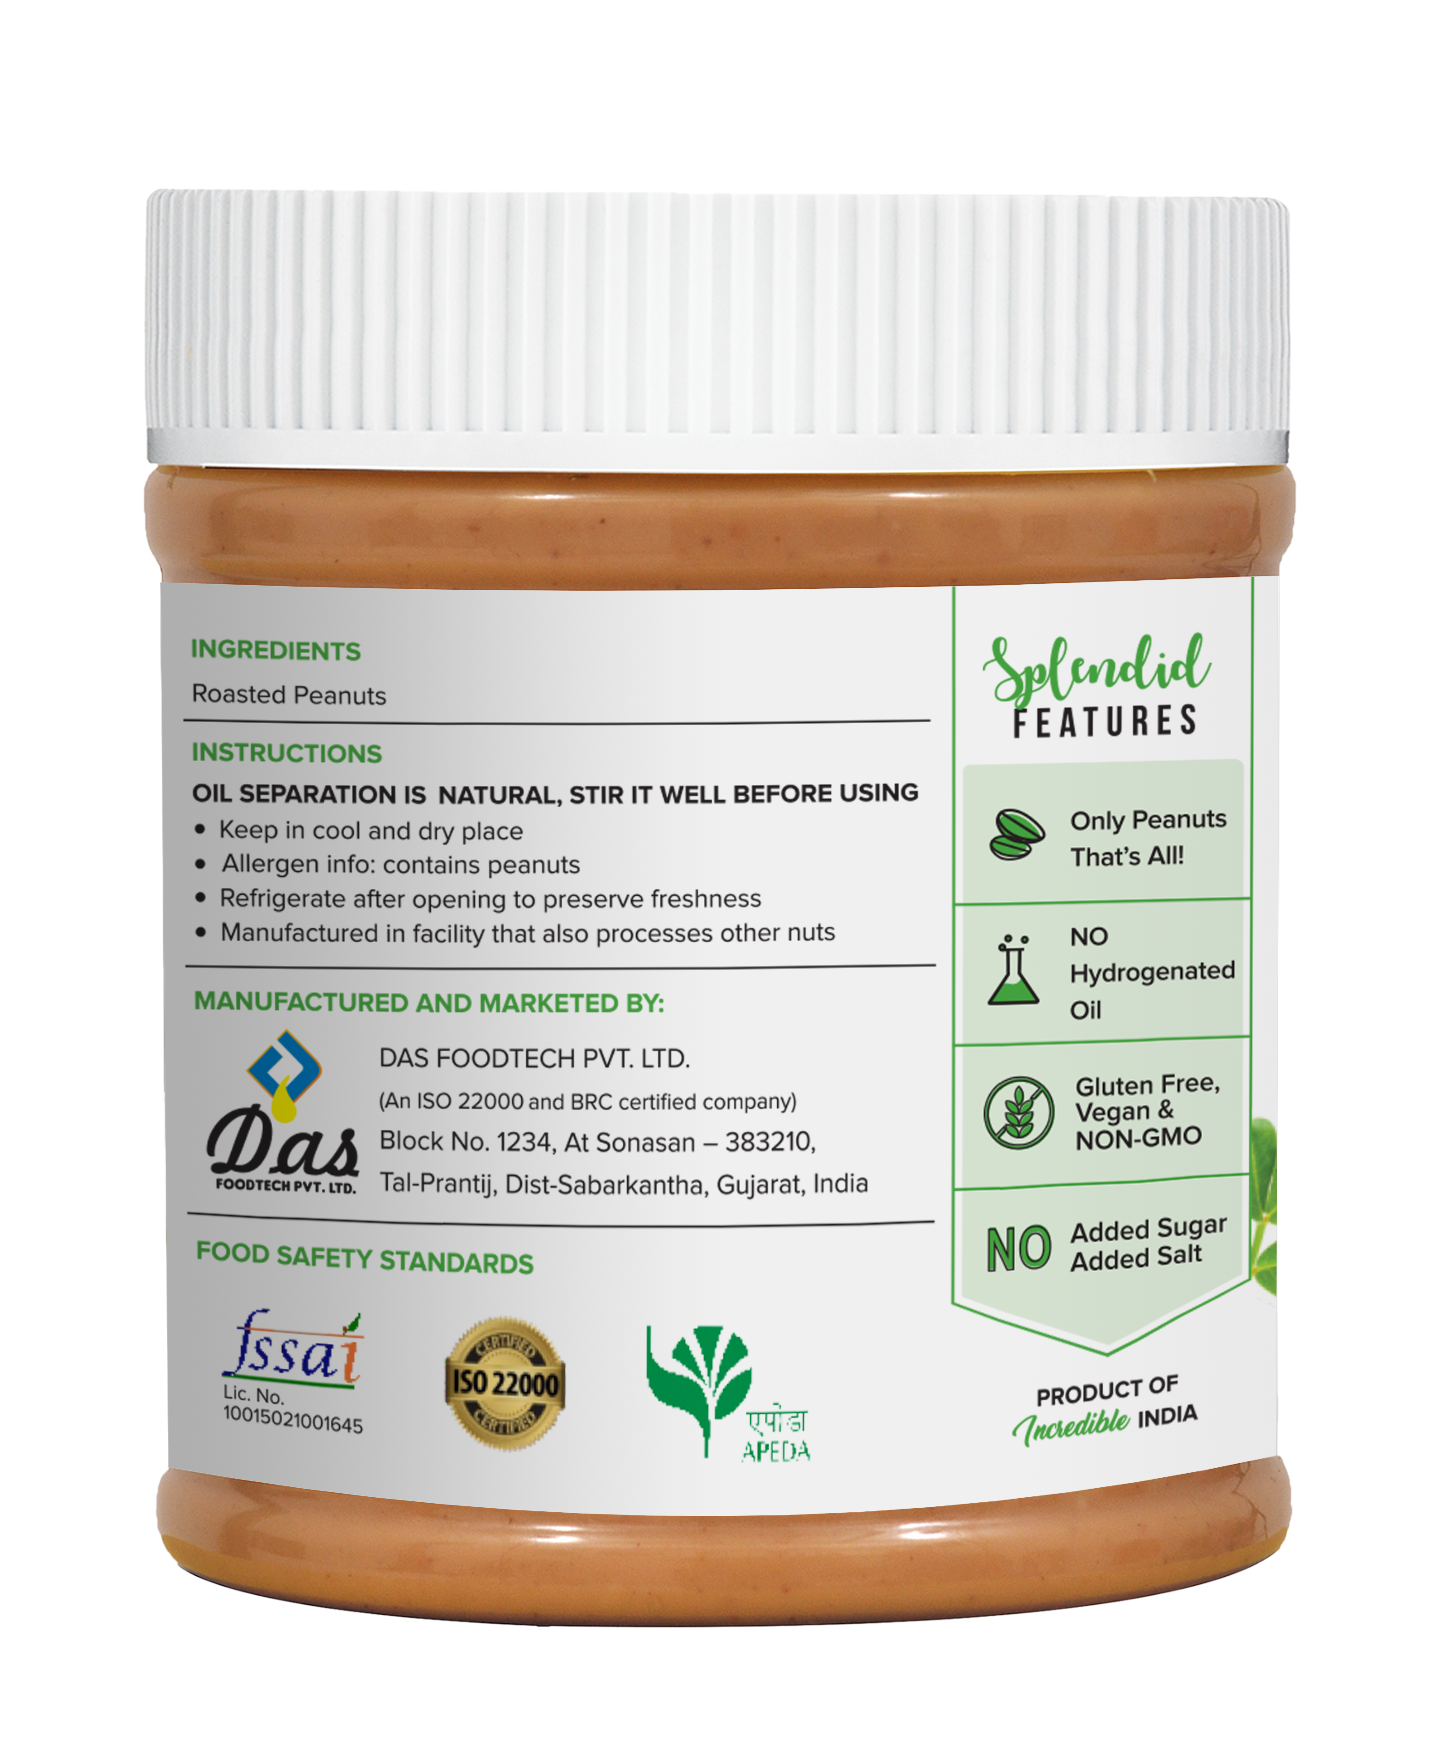 INGREDIENTS
Roasted Peanuts
INSTRUCTIONS
OIL SEPARATION IS NATURAL, STIR IT WELL BEFORE USING
• Keep in cool and dry place
• Allergen info: contains peanuts
• Refrigerate after opening to preserve freshness
• Manufactured in facility that also processes other nuts
MANUFACTURED AND MARKETED BY:
Das
FOODTECH PVT. LTD.
DAS FOODTECH PVT. LTD.
(An ISO 22000 and BRC certified company)
Block No. 1234, At Sonasan – 383210,
Tal-Prantij, Dist-Sabarkantha, Gujarat, India
FOOD SAFETY STANDARDS
fssai
Lic. No.
10015021001645
CERTIFIED
ISO 22000
CERTIFIED
एपीडा
APEDA
Splendid
FEATURES
Only Peanuts
That's All!
NO
Hydrogenated
Oil
Gluten Free,
Vegan &
NON-GMO
NO Added Sugar
Added Salt
PRODUCT OF
Incredible INDIA